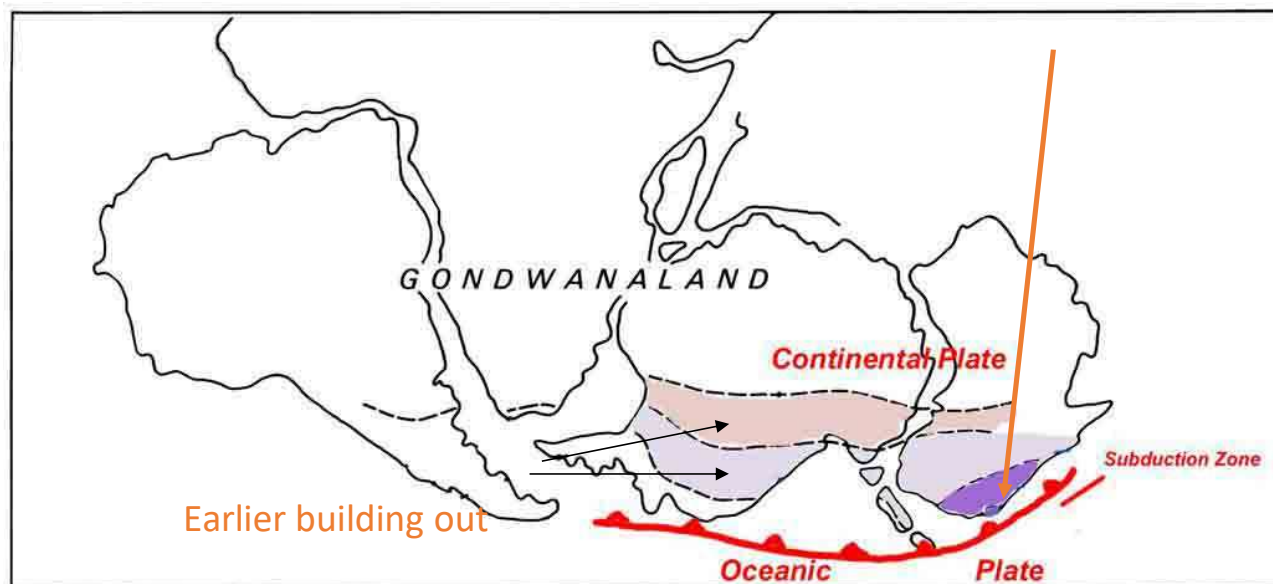 GONDWANALAND
Continental Plate
Subduction Zone
Earlier building out
Oceanic Plate